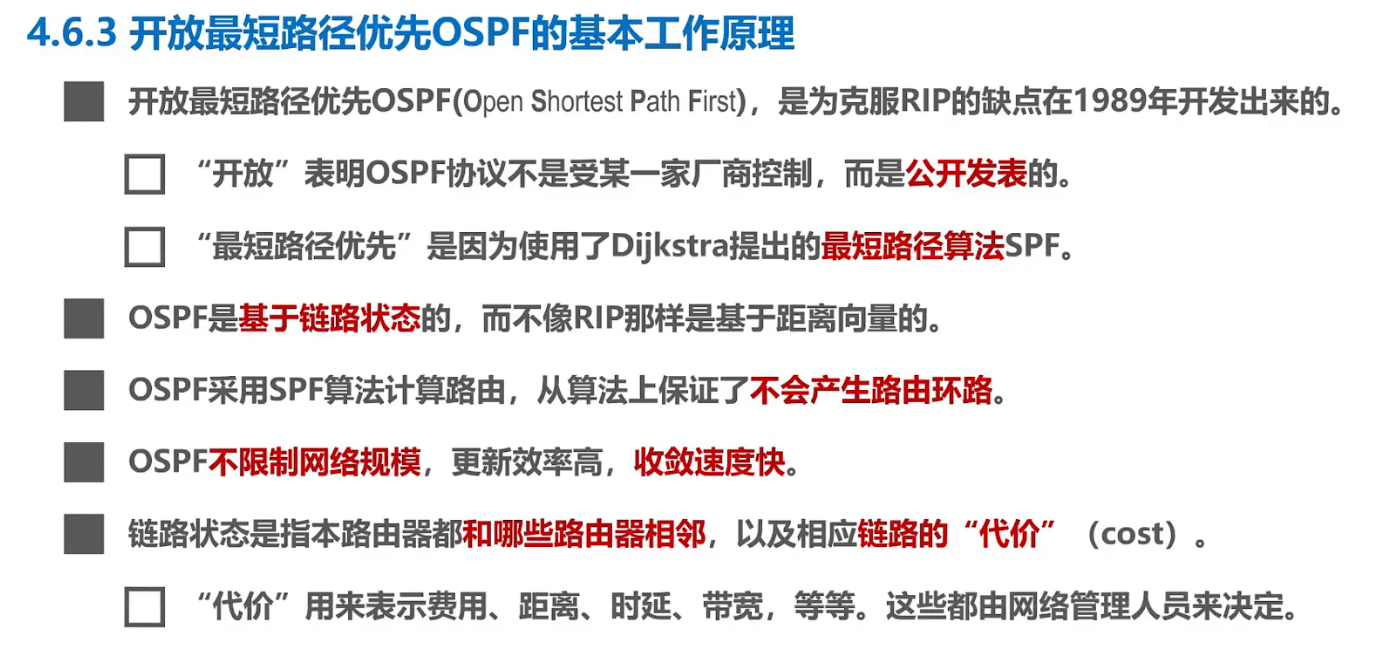 4.6.3 开放最短路径优先OSPF的基本工作原理
开放最短路径优先OSPF(Open Shortest Path First)，是为克服RIP的缺点在1989年开发出来的。
“开放”表明OSPF协议不是受某一家厂商控制，而是公开发表的。
“最短路径优先”是因为使用了Dijkstra提出的最短路径算法SPF。
OSPF是基于链路状态的，而不像RIP那样是基于距离向量的。
OSPF采用SPF算法计算路由，从算法上保证了不会产生路由环路。
OSPF不限制网络规模，更新效率高，收敛速度快。
链路状态是指本路由器都和哪些路由器相邻，以及相应链路的“代价”（cost）。
“代价”用来表示费用、距离、时延、带宽，等等。这些都由网络管理人员来决定。